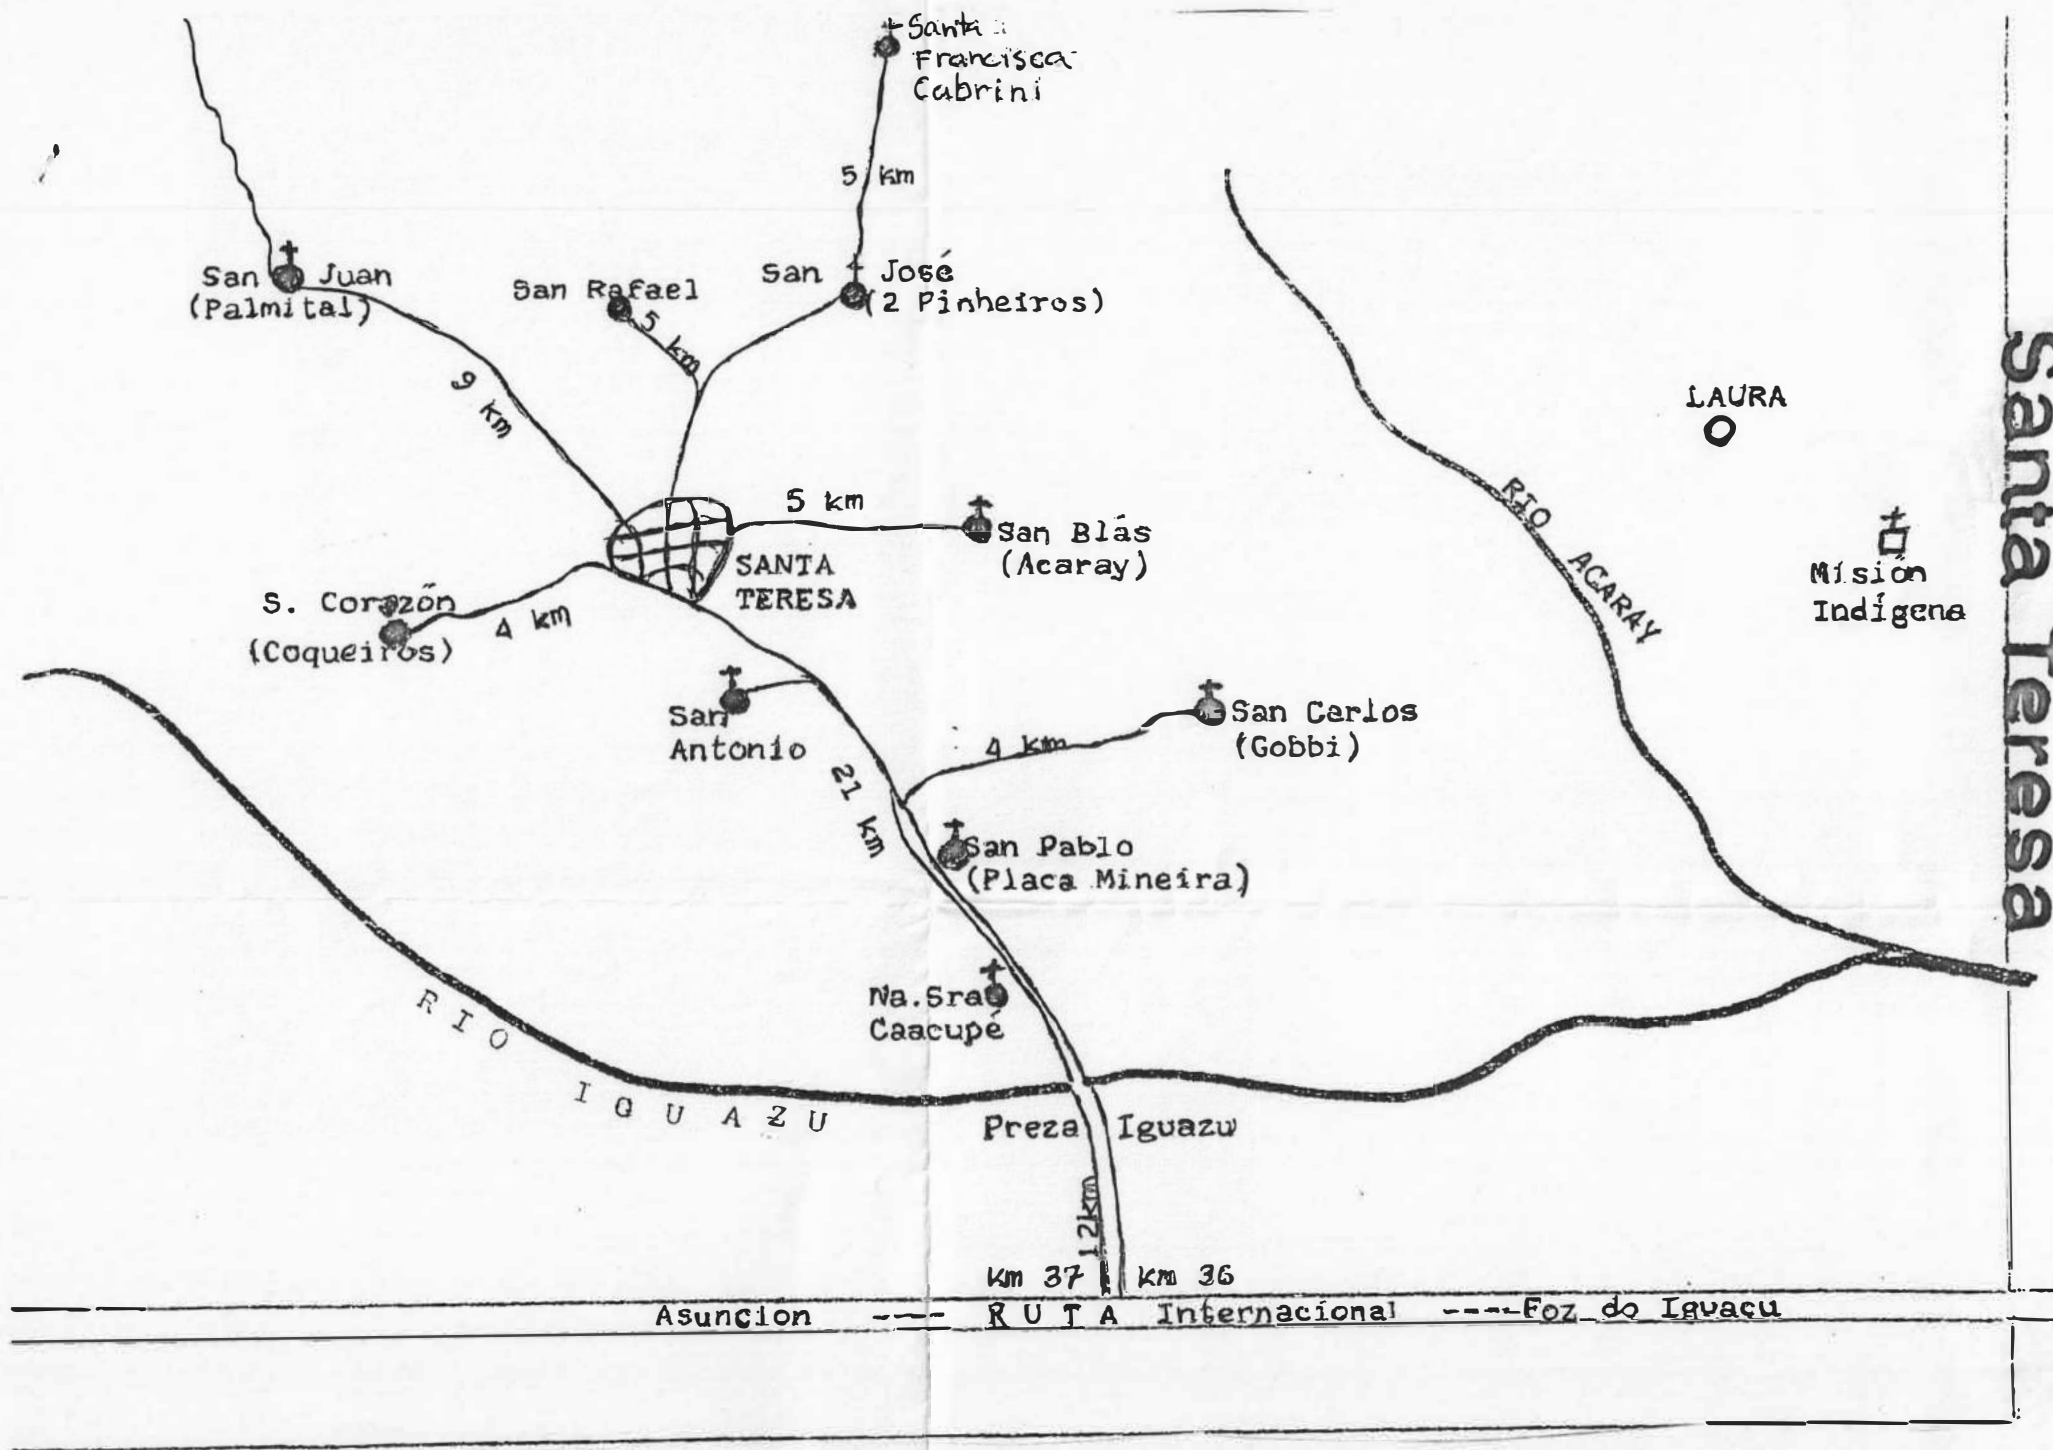 Santa
Francisca
Cabrini
5 km
San Juan
(Palmital)
San Rafael
5 km
San José
(2 Pinheiros)
9 km
LAURA
RIO ACARAY
5 km
San Blás
(Acaray)
SANTA
TERESA
Misión
Indígena
S. Corazón
(Coqueiros)
4 km
San
Antonio
San Carlos
(Gobbi)
4 km
21 km
San Pablo
(Placa Mineira)
Na.Sra
Caacupé
RIO IGUAZU
Preza Iguazu
12km
km 37 km 36
Asuncion ---- RUTA Internacional ----Foz do Iguaçu
Santa Teresa